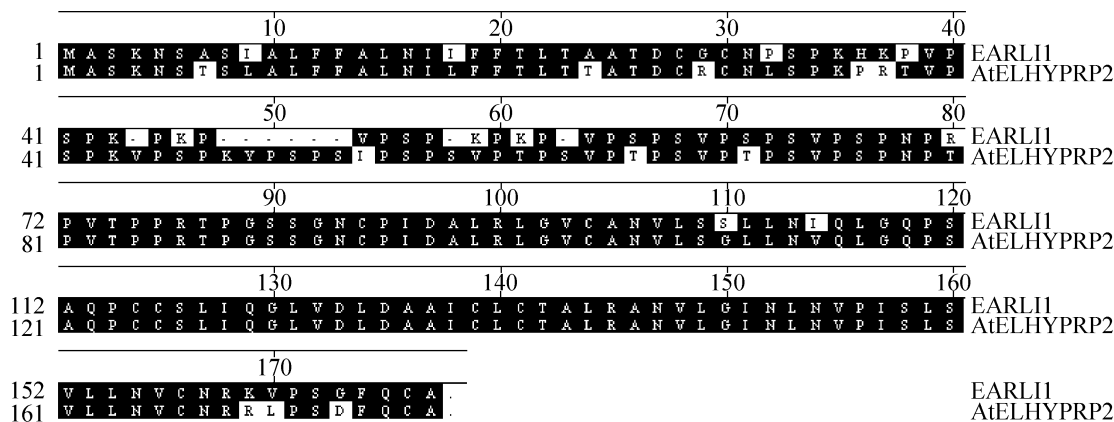 10 20 30 40
1 M A S K N S A S I A L F F A L N I I F F T L T A A T D C G C N P S P K H K P V P EARLI1
1 M A S K N S T S L A L F F A L N I L F F T L T T A T D C R C N L S P K P R T V P AtELHYPRP2
50 60 70 80
41 S P K - P K P - - - - - - V P S P - K P K P - V P S P S V P S P S V P S P N P R EARLI1
41 S P K V P S P K Y P S P S I P S P S V P T P S V P T P S V P T P S V P S P N P T AtELHYPRP2
90 100 110 120
72 P V T P P R T P G S S G N C P I D A L R L G V C A N V L S S L L N I Q L G Q P S EARLI1
81 P V T P P R T P G S S G N C P I D A L R L G V C A N V L S G L L N V Q L G Q P S AtELHYPRP2
130 140 150 160
112 A Q P C C S L I Q G L V D L D A A I C L C T A L R A N V L G I N L N V P I S L S EARLI1
121 A Q P C C S L I Q G L V D L D A A I C L C T A L R A N V L G I N L N V P I S L S AtELHYPRP2
170
152 V L L N V C N R K V P S G F Q C A . EARLI1
161 V L L N V C N R R L P S D F Q C A . AtELHYPRP2